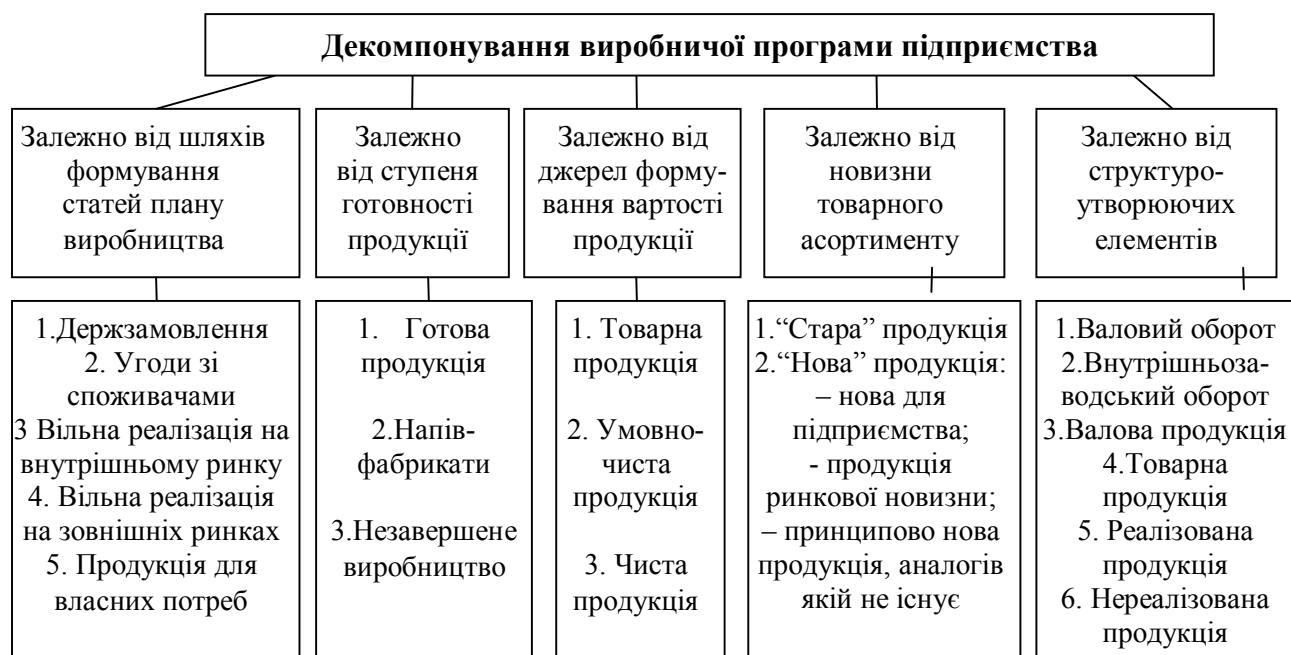 Декомпонування виробничої програми підприємства
Залежно від шляхів
формування
статей плану
виробництва
Залежно
від ступеня
готовності
продукції
Залежно від
джерел форму-
вання вартості
продукції
Залежно від
новизни
товарного
асортименту
Залежно від
структуро-
утворюючих
елементів
1.Держзамовлення
2. Угоди зі
споживачами
3 Вільна реалізація на
внутрішньому ринку
4. Вільна реалізація
на зовнішніх ринках
5. Продукція для
власних потреб
1. Готова
продукція
2.Напів-
фабрикати
3.Незавершене
виробництво
1. Товарна
продукція
2. Умовно-
чиста
продукція
3. Чиста
продукція
1.“Стара” продукція
2.“Нова” продукція:
– нова для
підприємства;
- продукція
ринкової новизни;
– принципово нова
продукція, аналогів
якій не існує
1.Валовий оборот
2.Внутрішньоза-
водський оборот
3.Валова продукція
4.Товарна
продукція
5. Реалізована
продукція
6. Нереалізована
продукція